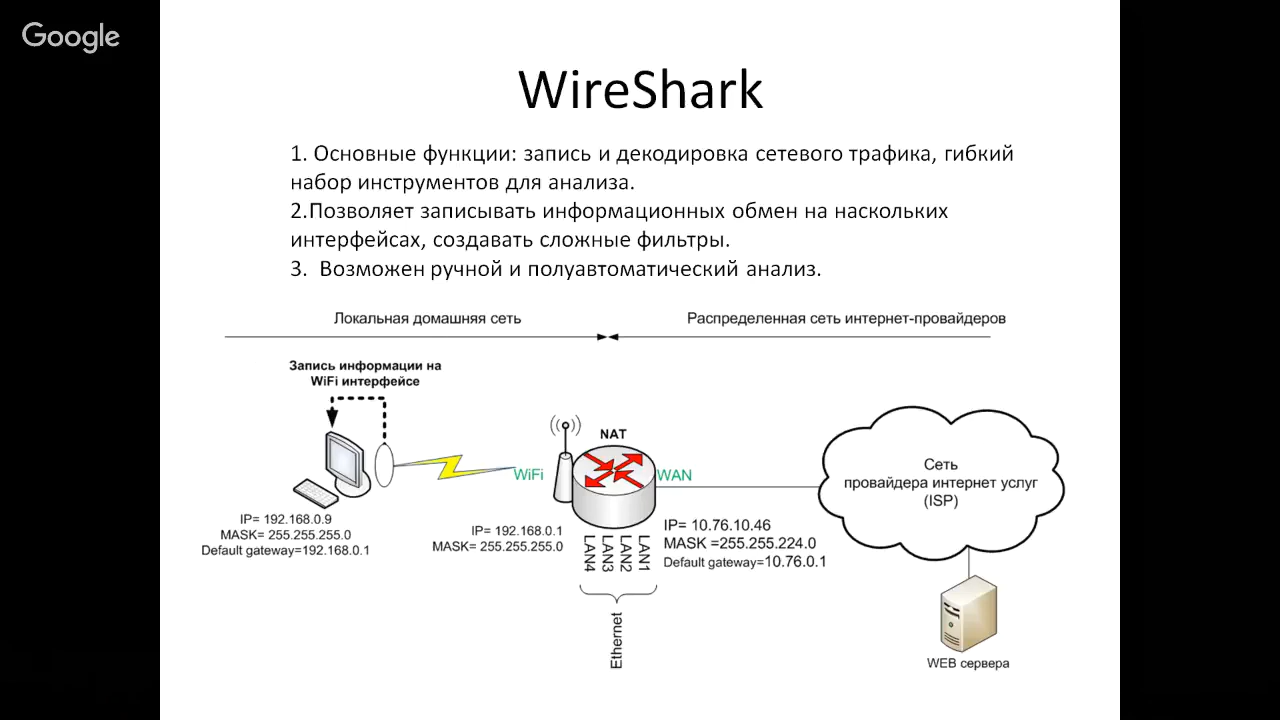 Google
WireShark
1. Основные функции: запись и декодировка сетевого трафика, гибкий
набор инструментов для анализа.
2.Позволяет записывать информационных обмен на наскольких
интерфейсах, создавать сложные фильтры.
3. Возможен ручной и полуавтоматический анализ.
Локальная домашняя сеть
Распределенная сеть интернет-провайдеров
Запись информации на
WiFi интерфейсе
NAT
WiFi
WAN
Сеть
провайдера интернет услуг
(ISP)
IP= 192.168.0.9
MASK= 255.255.255.0
Default gateway=192.168.0.1
IP= 192.168.0.1
MASK= 255.255.255.0
IP= 10.76.10.46
MASK =255.255.224.0
Default gateway=10.76.0.1
LAN4
LAN3
LAN2
LAN1
Ethernet
WEB сервера